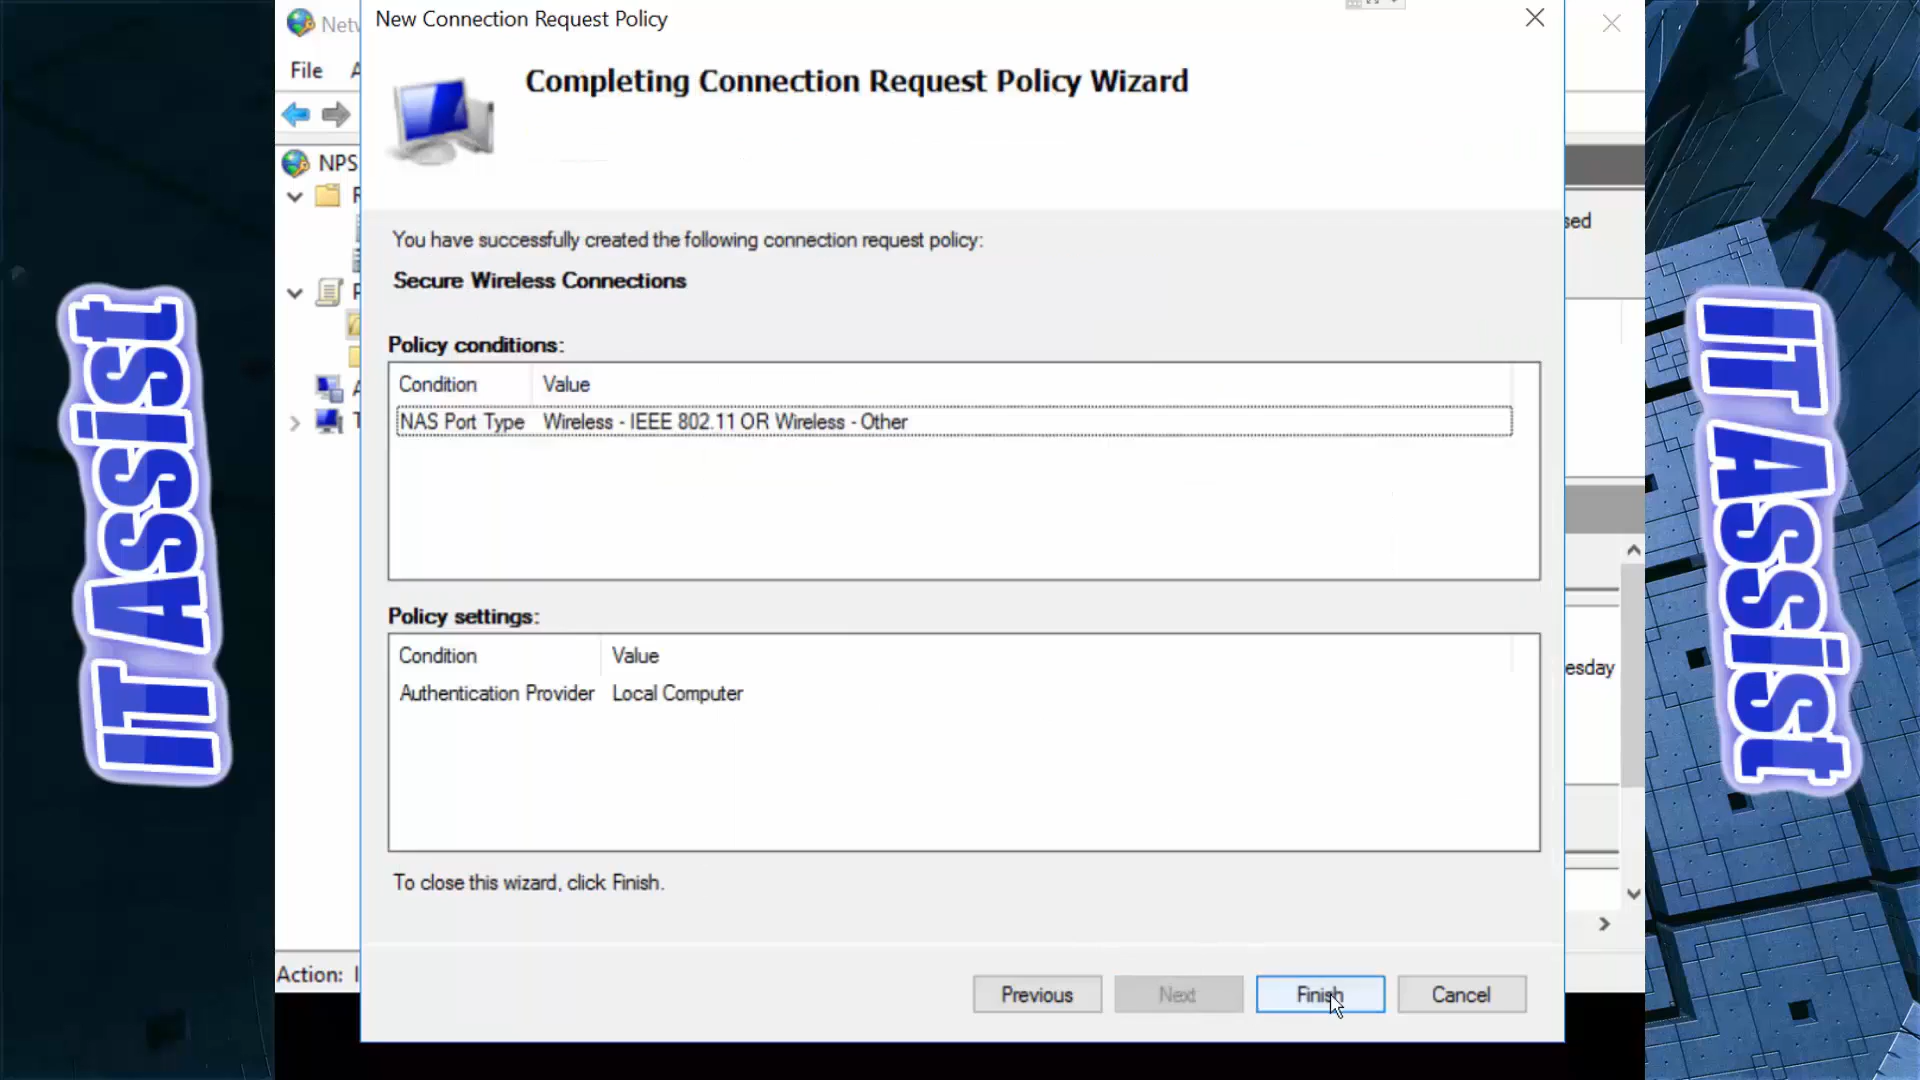 New Connection Request Policy
File
Completing Connection Request Policy Wizard
NPS
You have successfully created the following connection request policy:
Secure Wireless Connections
Policy conditions:
Condition Value
NAS Port Type Wireless - IEEE 802.11 OR Wireless - Other
Policy settings:
Condition Value
Authentication Provider Local Computer
To close this wizard, click Finish.
Action:
Previous Next Finish Cancel
sed
esday
IT Assist
IT Assist